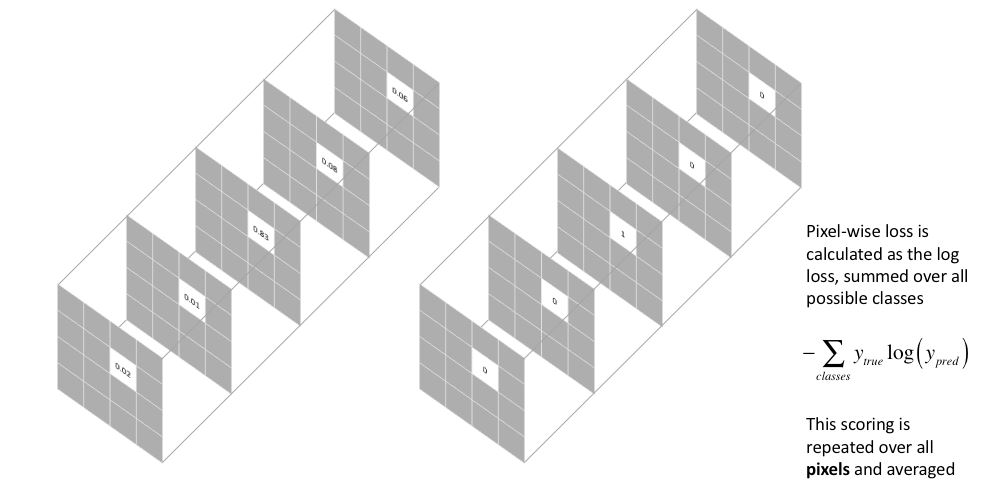 0.06
0.08
0.83
0.01
0.02
0
0
1
0
0
Pixel-wise loss is
calculated as the log
loss, summed over all
possible classes
− ∑ y_true log(y_pred)
classes
This scoring is
repeated over all
pixels and averaged